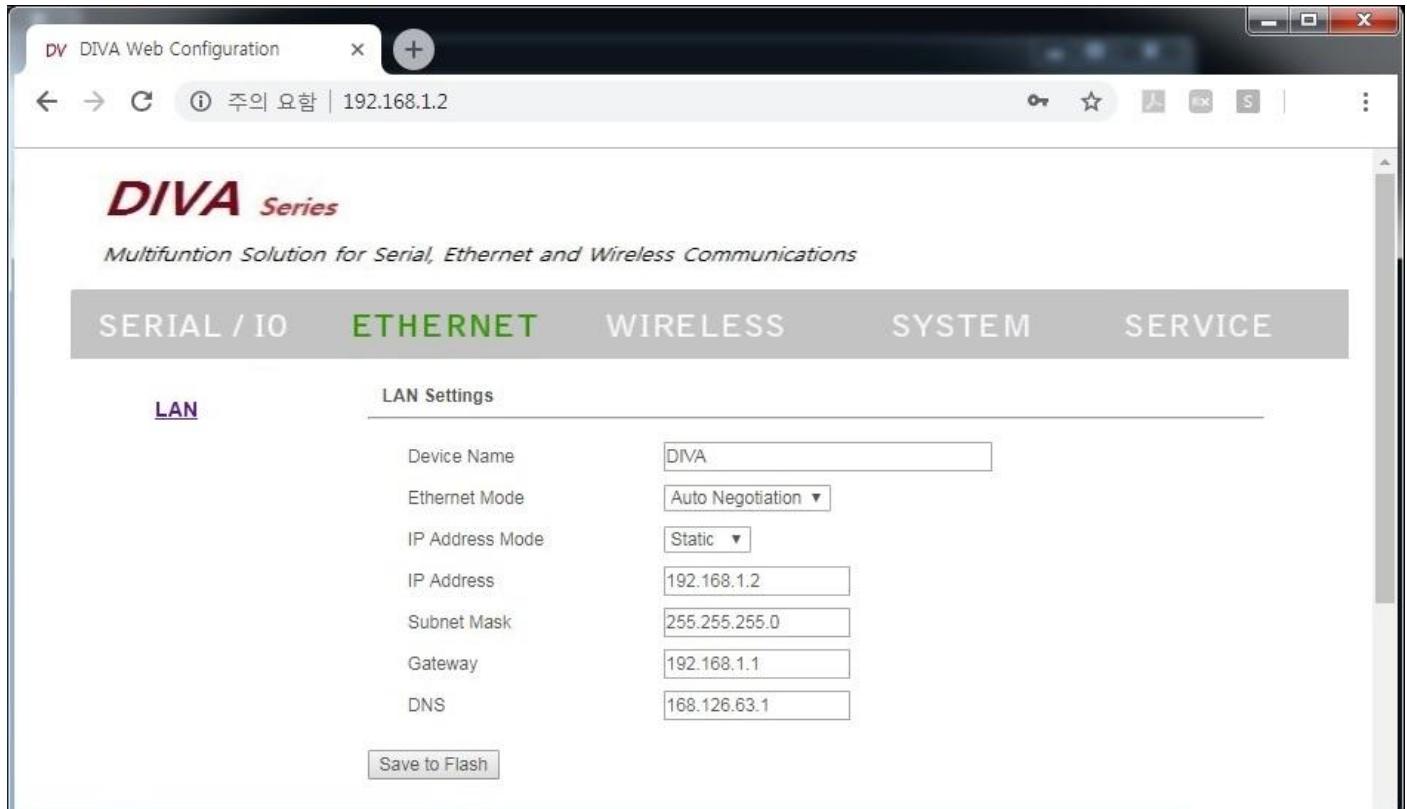 DV DIVA Web Configuration
주의 요함 | 192.168.1.2
DIVA Series
Multifuntion Solution for Serial, Ethernet and Wireless Communications
SERIAL / IO ETHERNET WIRELESS SYSTEM SERVICE
LAN
LAN Settings
Device Name DIVA
Ethernet Mode Auto Negotiation
IP Address Mode Static
IP Address 192.168.1.2
Subnet Mask 255.255.255.0
Gateway 192.168.1.1
DNS 168.126.63.1
Save to Flash